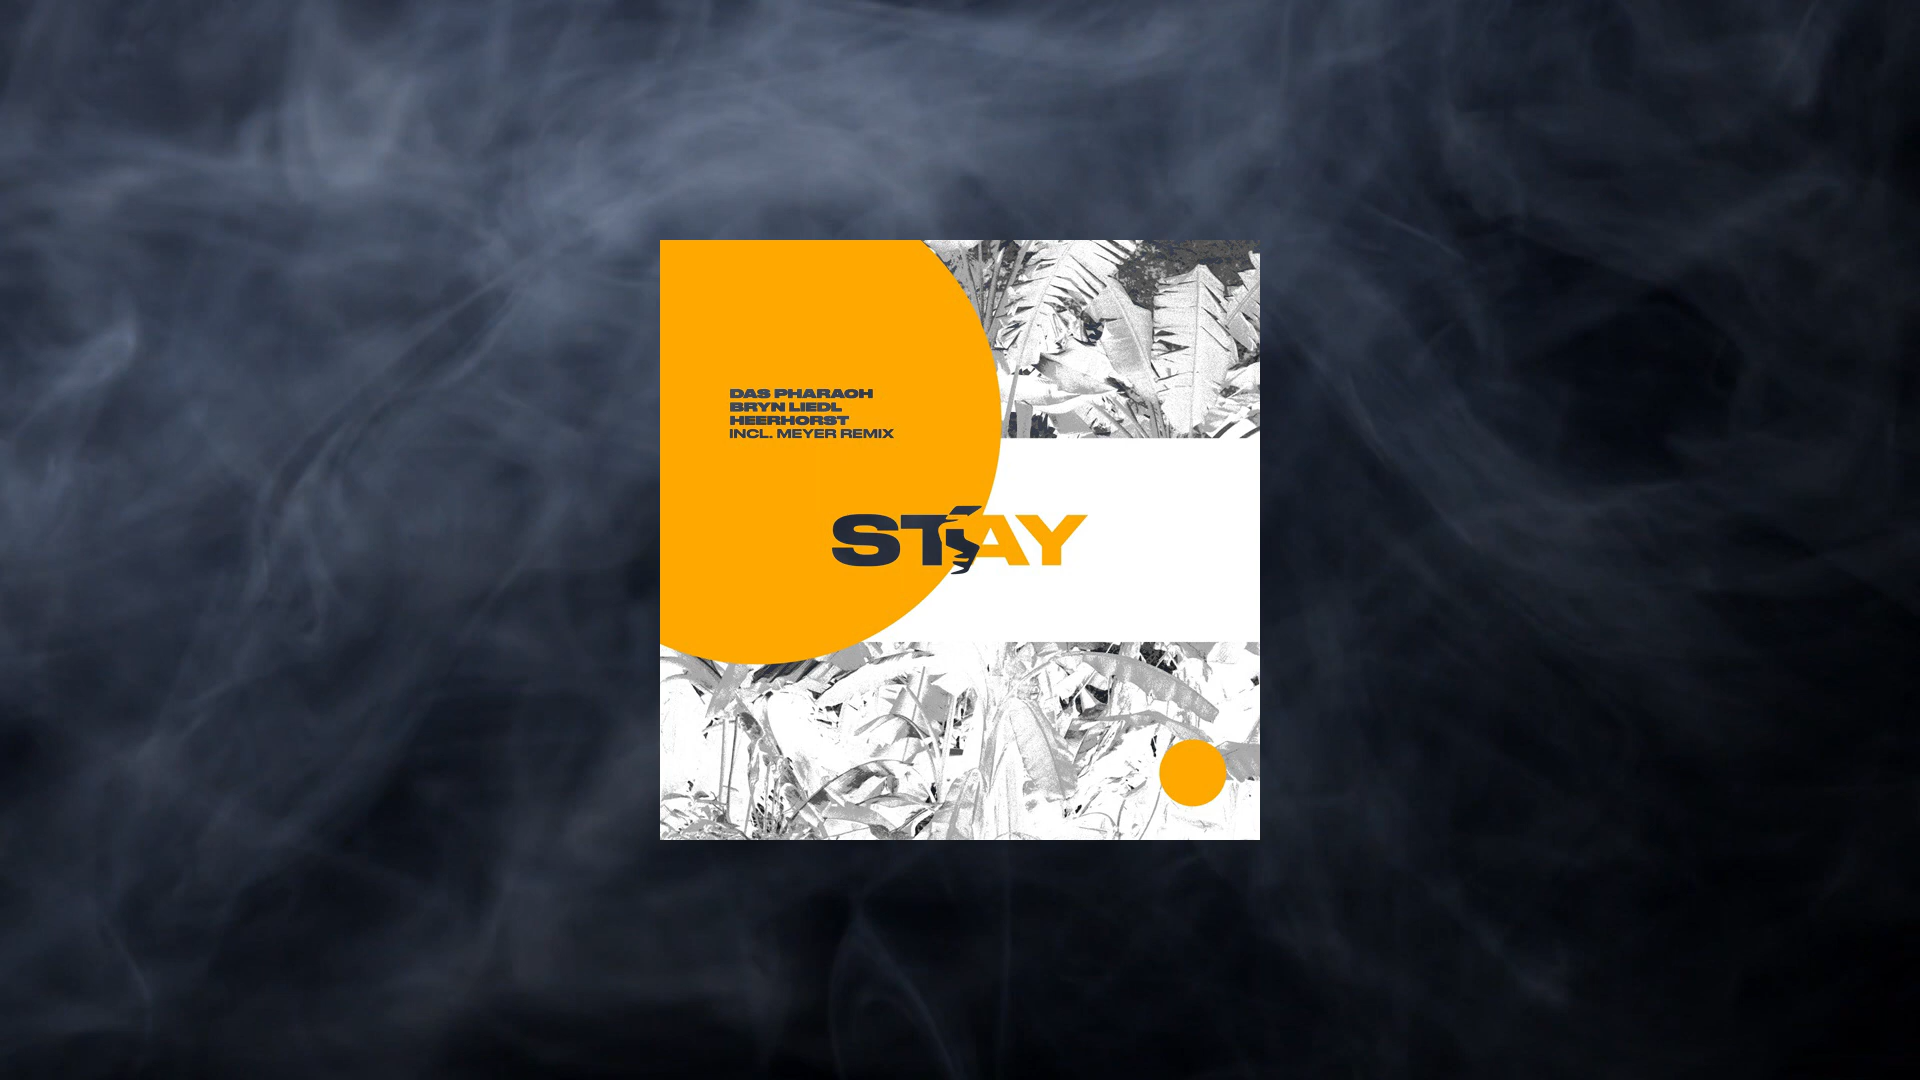 DAS PHARAOH
BRYN LIEDL
HEERHORST
INCL. MEYER REMIX
STAY